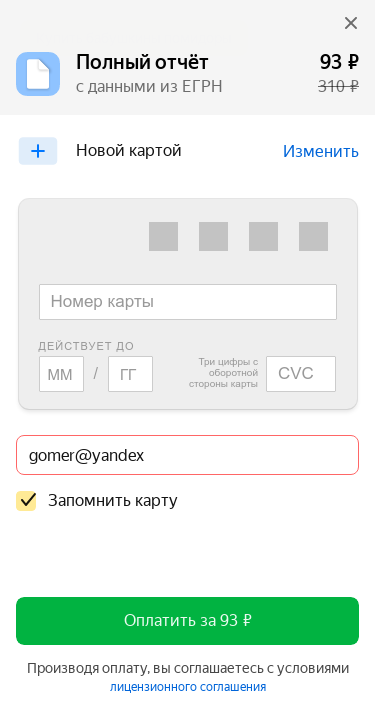 Полный отчёт
93 ₽
с данными из ЕГРН
310 ₽
Новой картой
Изменить
Номер карты
ДЕЙСТВУЕТ ДО
ММ / ГГ
Три цифры с
оборотной
стороны карты
CVC
gomer@yandex
Запомнить карту
Оплатить за 93 ₽
Производя оплату, вы соглашаетесь с условиями
лицензионного соглашения